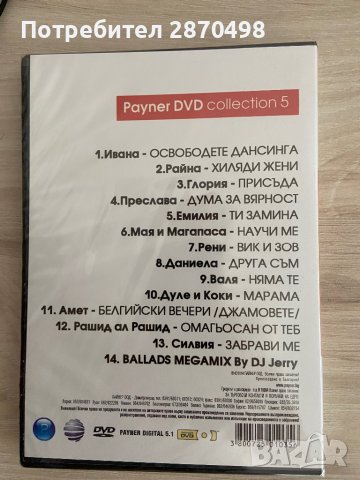 Потребител 2870498
Payner DVD collection 5
1.Ивана - ОСВОБОДЕТЕ ДАНСИНГА
2.Райна - ХИЛЯДИ ЖЕНИ
3.Глория - ПРИСЪДА
4.Преслава - ДУМА ЗА ВЯРНОСТ
5.Емилия - ТИ ЗАМИНА
6.Мая и Магапаса - НАУЧИ МЕ
7.Рени - ВИК И ЗОВ
8.Даниела - ДРУГА СЪМ
9.Валя - НЯМА ТЕ
10.Дуле и Коки - МАРАМА
11. Амет - БЕЛГИЙСКИ ВЕЧЕРИ /ДЖАМОВЕТЕ/
12. Рашид ал Рашид - ОМАГЬОСАН ОТ ТЕБ
13. Силвия - ЗАБРАВИ МЕ
14. BALLADS MEGAMIX By DJ Jerry
DVD PAYNER DIGITAL 5.1
bazar